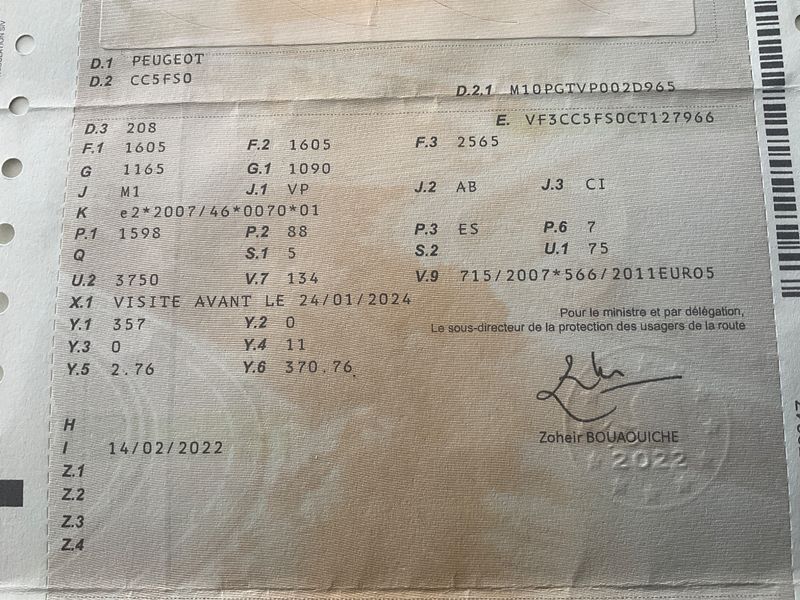 D.1 PEUGEOT
D.2 CC5FS0
D.2.1 M10PGTVP002D965
D.3 208
E. VF3CC5FS0CT127966
F.1 1605 F.2 1605 F.3 2565
G 1165 G.1 1090
J M1 J.1 VP J.2 AB J.3 CI
K e2*2007/46*0070*01
P.1 1598 P.2 88 P.3 ES P.6 7
Q S.1 5 S.2 U.1 75
U.2 3750 V.7 134 V.9 715/2007*566/2011EURO5
X.1 VISITE AVANT LE 24/01/2024
Y.1 357 Y.2 0
Y.3 0 Y.4 11
Y.5 2.76 Y.6 370.76
Pour le ministre et par délégation,
Le sous-directeur de la protection des usagers de la route
Zoheir BOUAOUICHE
2022
H
I 14/02/2022
Z.1
Z.2
Z.3
Z.4